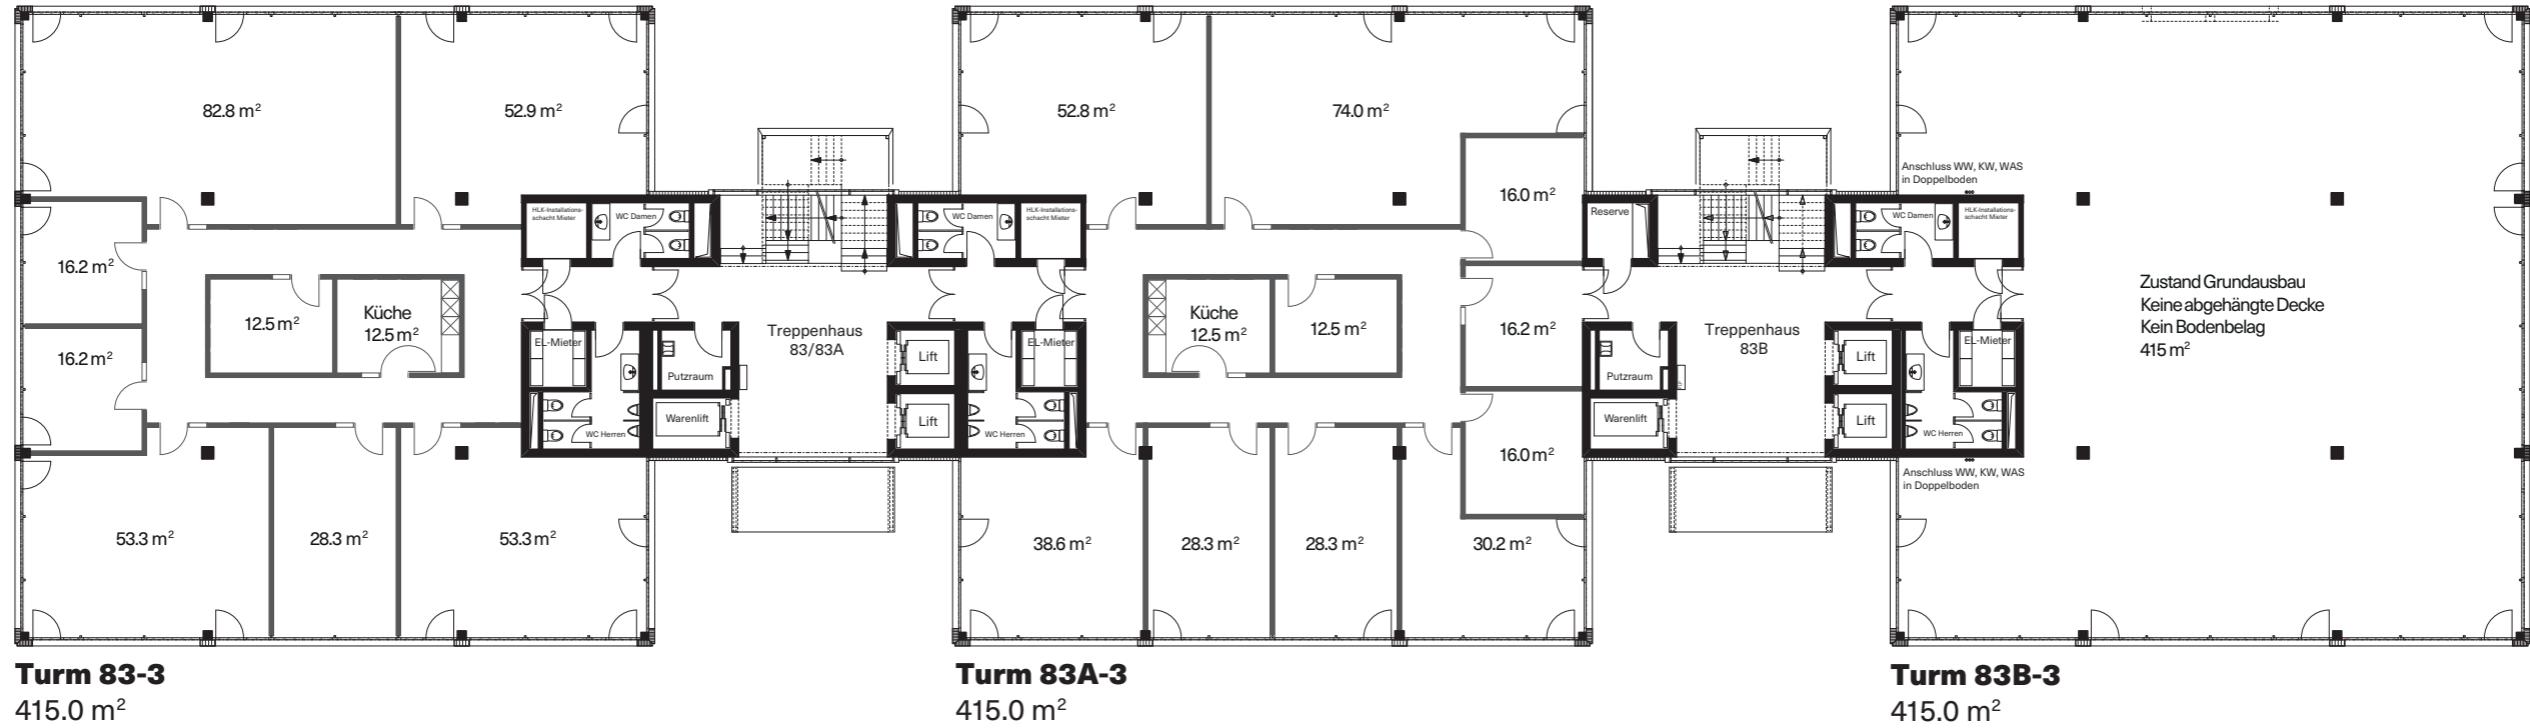 82.8 m²
52.9 m²
16.2 m²
16.2 m²
12.5 m²
Küche
12.5 m²
53.3 m²
28.3 m²
53.3 m²
HLK-Installations-
schacht Mieter
WC Damen
EL-Mieter
Putzraum
WC Herren
Warenlift
Treppenhaus
83/83A
Lift
Lift
WC Damen
HLK-Installations-
schacht Mieter
EL-Mieter
WC Herren
52.8 m²
74.0 m²
16.0 m²
Küche
12.5 m²
12.5 m²
16.2 m²
16.0 m²
38.6 m²
28.3 m²
28.3 m²
30.2 m²
Reserve
Putzraum
Warenlift
Treppenhaus
83B
Lift
Lift
WC Damen
HLK-Installations-
schacht Mieter
EL-Mieter
WC Herren
Anschluss WW, KW, WAS
in Doppelboden
Zustand Grundausbau
Keine abgehängte Decke
Kein Bodenbelag
415 m²
Anschluss WW, KW, WAS
in Doppelboden
Turm 83-3
415.0 m²
Turm 83A-3
415.0 m²
Turm 83B-3
415.0 m²